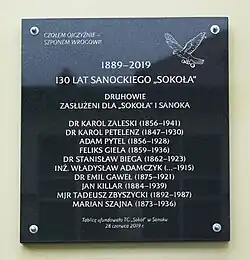 CZOŁEM OJCZYŹNIE –
SZPONEM WROGOWI!
1889–2019
130 LAT SANOCKIEGO „SOKOŁA”
DRUHOWIE
ZASŁUŻENI DLA „SOKOŁA” I SANOKA
DR KAROL ZALESKI (1856–1941)
DR KAROL PETELENZ (1847–1930)
ADAM PYTEL (1856–1928)
FELIKS GIELA (1859–1936)
DR STANISŁAW BIEGA (1862–1923)
INŻ. WŁADYSŁAW ADAMCZYK (...–1915)
DR EMIL GAWEŁ (1875–1921)
JAN KILLAR (1884–1939)
MJR TADEUSZ ZBYSZYCKI (1892–1987)
MARIAN SZAJNA (1873–1936)
Tablicę ufundowało TG „Sokół” w Sanoku
28 czerwca 2019 r.